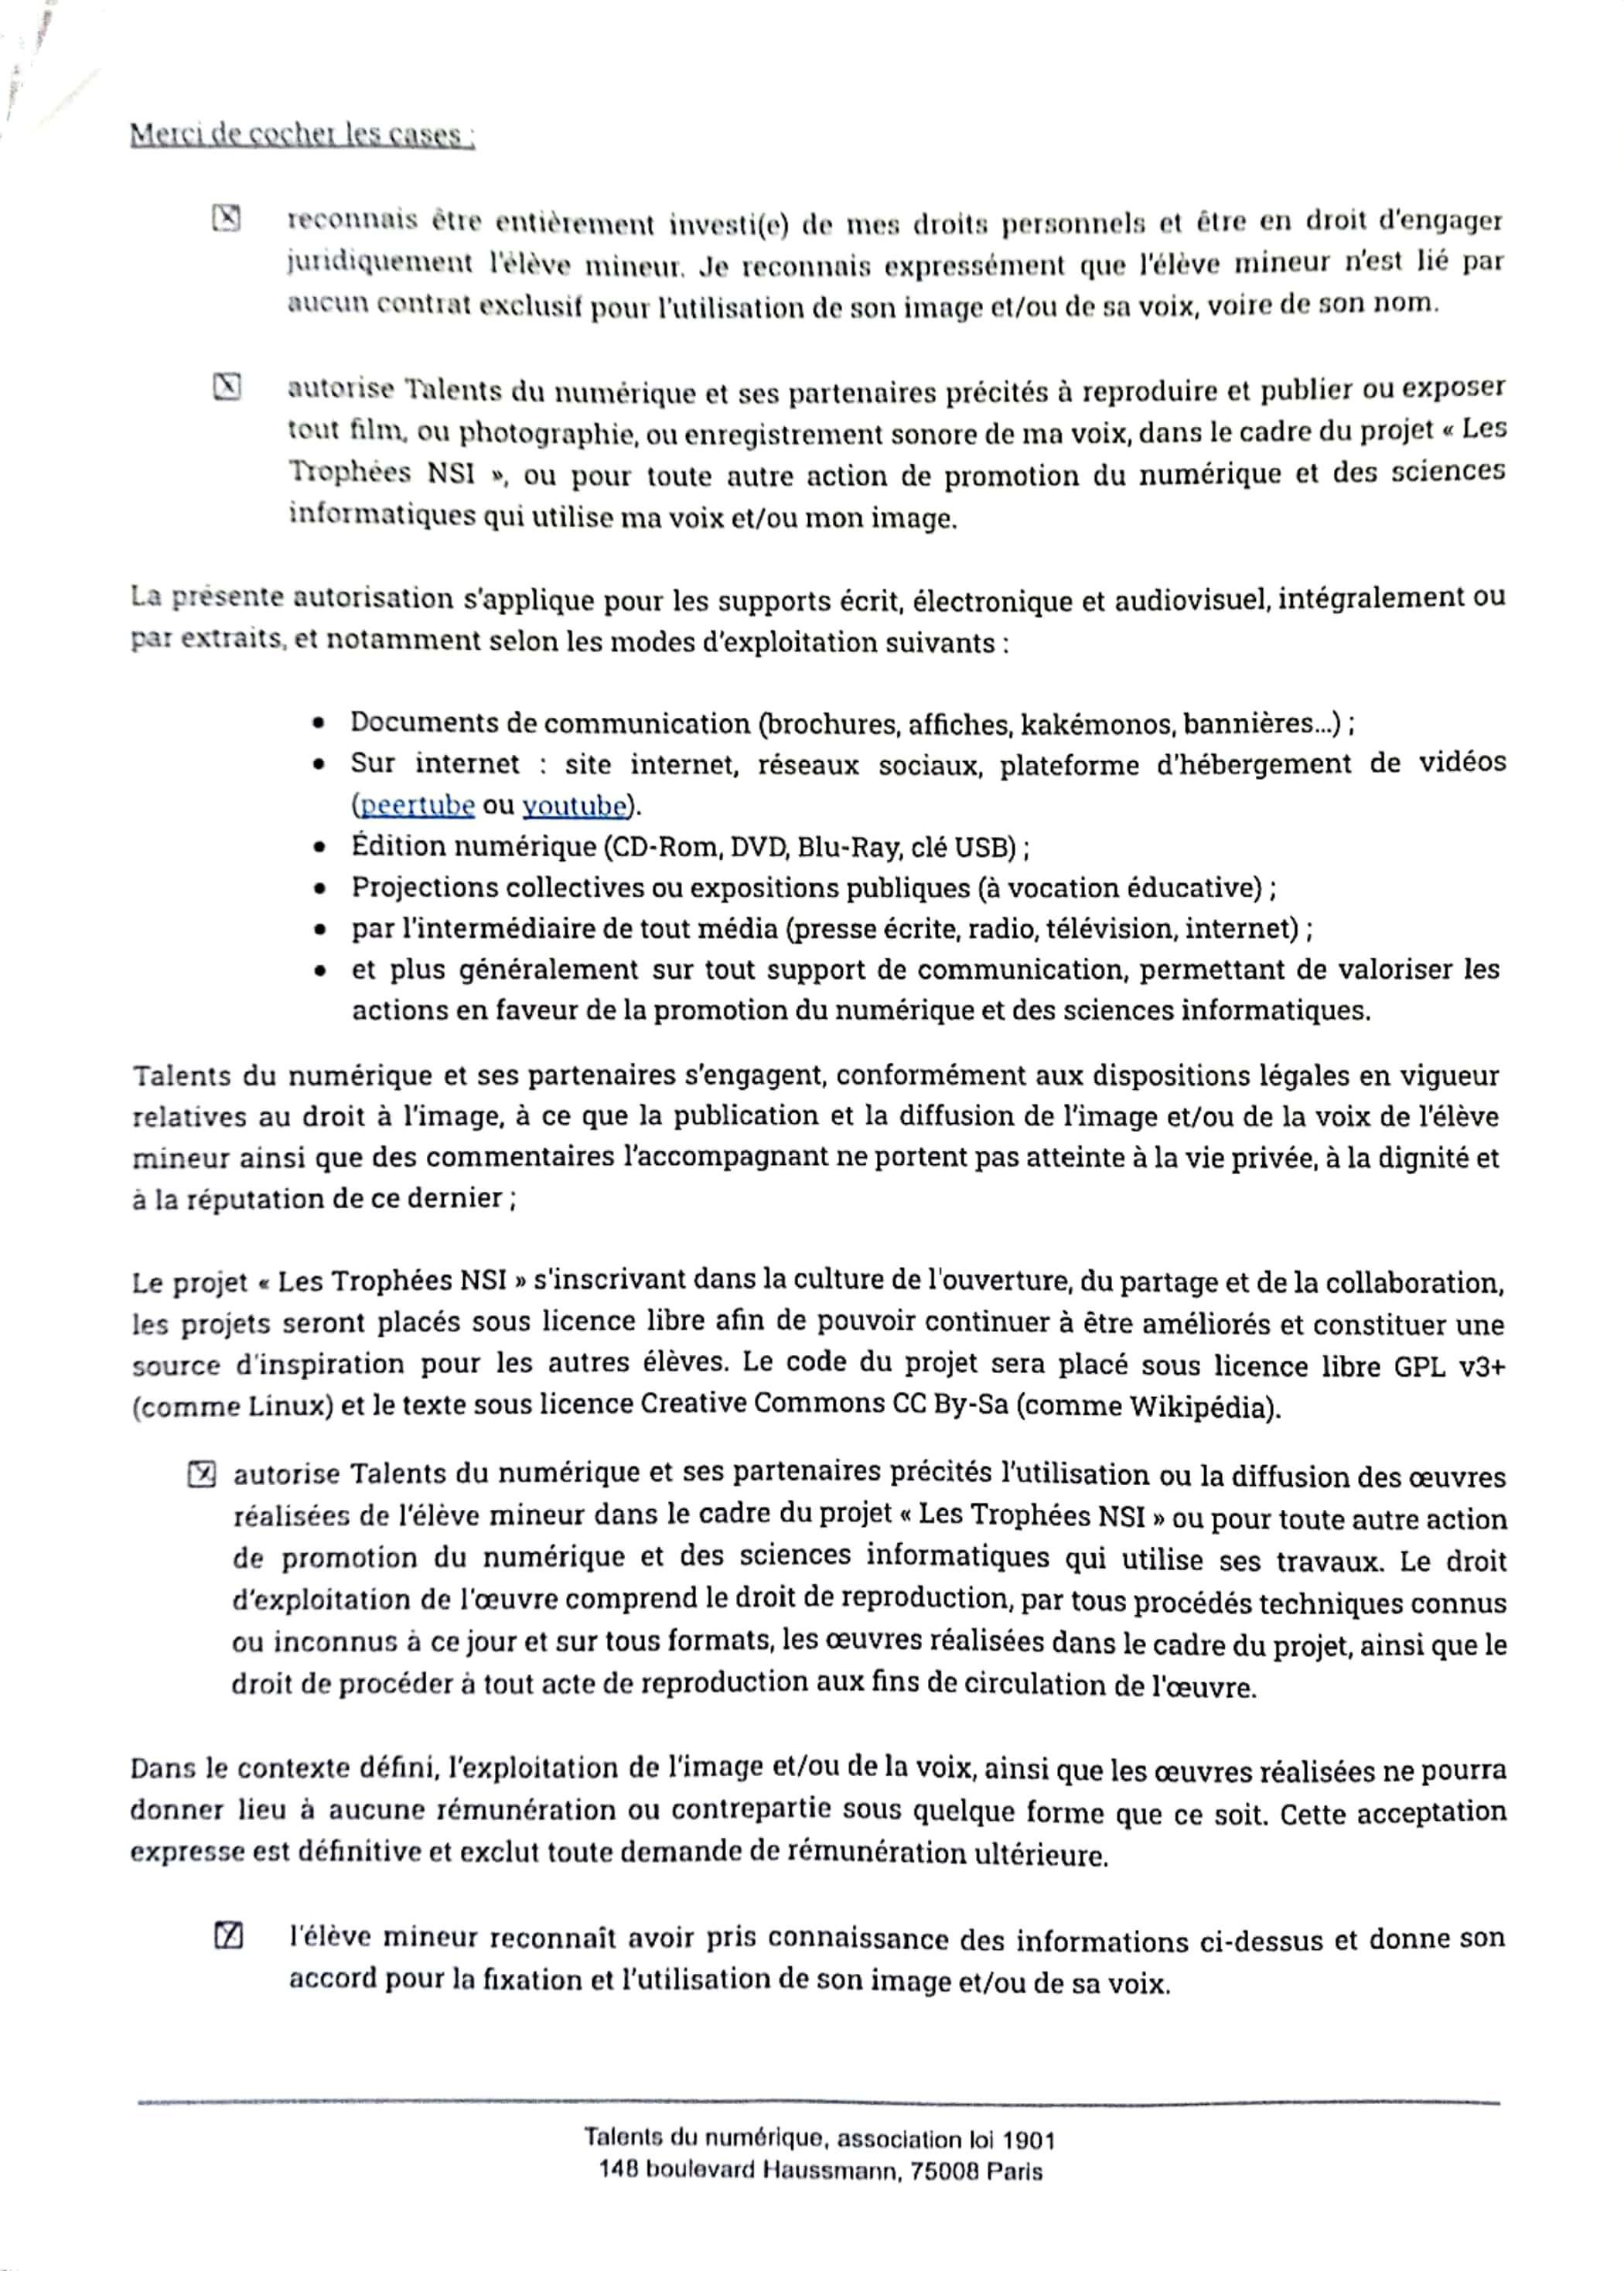 Merci de cocher les cases :
☒ reconnais être entièrement investi(e) de mes droits personnels et être en droit d'engager
juridiquement l'élève mineur. Je reconnais expressément que l'élève mineur n'est lié par
aucun contrat exclusif pour l'utilisation de son image et/ou de sa voix, voire de son nom.
☒ autorise Talents du numérique et ses partenaires précités à reproduire et publier ou exposer
tout film, ou photographie, ou enregistrement sonore de ma voix, dans le cadre du projet « Les
Trophées NSI », ou pour toute autre action de promotion du numérique et des sciences
informatiques qui utilise ma voix et/ou mon image.
La présente autorisation s'applique pour les supports écrit, électronique et audiovisuel, intégralement ou
par extraits, et notamment selon les modes d'exploitation suivants :
• Documents de communication (brochures, affiches, kakémonos, bannières...) ;
• Sur internet : site internet, réseaux sociaux, plateforme d'hébergement de vidéos
(peertube ou youtube).
• Édition numérique (CD-Rom, DVD, Blu-Ray, clé USB) ;
• Projections collectives ou expositions publiques (à vocation éducative) ;
• par l'intermédiaire de tout média (presse écrite, radio, télévision, internet) ;
• et plus généralement sur tout support de communication, permettant de valoriser les
actions en faveur de la promotion du numérique et des sciences informatiques.
Talents du numérique et ses partenaires s'engagent, conformément aux dispositions légales en vigueur
relatives au droit à l'image, à ce que la publication et la diffusion de l'image et/ou de la voix de l'élève
mineur ainsi que des commentaires l'accompagnant ne portent pas atteinte à la vie privée, à la dignité et
à la réputation de ce dernier ;
Le projet « Les Trophées NSI » s'inscrivant dans la culture de l'ouverture, du partage et de la collaboration,
les projets seront placés sous licence libre afin de pouvoir continuer à être améliorés et constituer une
source d'inspiration pour les autres élèves. Le code du projet sera placé sous licence libre GPL v3+
(comme Linux) et le texte sous licence Creative Commons CC By-Sa (comme Wikipédia).
☒ autorise Talents du numérique et ses partenaires précités l'utilisation ou la diffusion des œuvres
réalisées de l'élève mineur dans le cadre du projet « Les Trophées NSI » ou pour toute autre action
de promotion du numérique et des sciences informatiques qui utilise ses travaux. Le droit
d'exploitation de l'œuvre comprend le droit de reproduction, par tous procédés techniques connus
ou inconnus à ce jour et sur tous formats, les œuvres réalisées dans le cadre du projet, ainsi que le
droit de procéder à tout acte de reproduction aux fins de circulation de l'œuvre.
Dans le contexte défini, l'exploitation de l'image et/ou de la voix, ainsi que les œuvres réalisées ne pourra
donner lieu à aucune rémunération ou contrepartie sous quelque forme que ce soit. Cette acceptation
expresse est définitive et exclut toute demande de rémunération ultérieure.
☒ l'élève mineur reconnaît avoir pris connaissance des informations ci-dessus et donne son
accord pour la fixation et l'utilisation de son image et/ou de sa voix.
Talents du numérique, association loi 1901
148 boulevard Haussmann, 75008 Paris